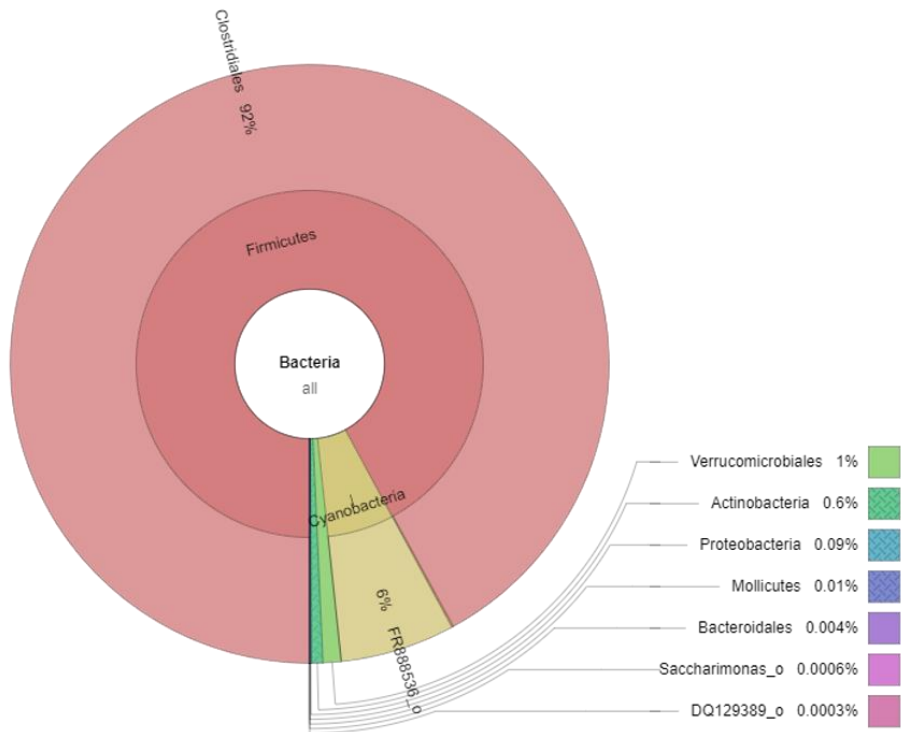 Clostridiales 92%
Firmicutes
Bacteria
all
Cyanobacteria
6% FR888536_o
Verrucomicrobiales 1%
Actinobacteria 0.6%
Proteobacteria 0.09%
Mollicutes 0.01%
Bacteroidales 0.004%
Saccharimonas_o 0.0006%
DQ129389_o 0.0003%